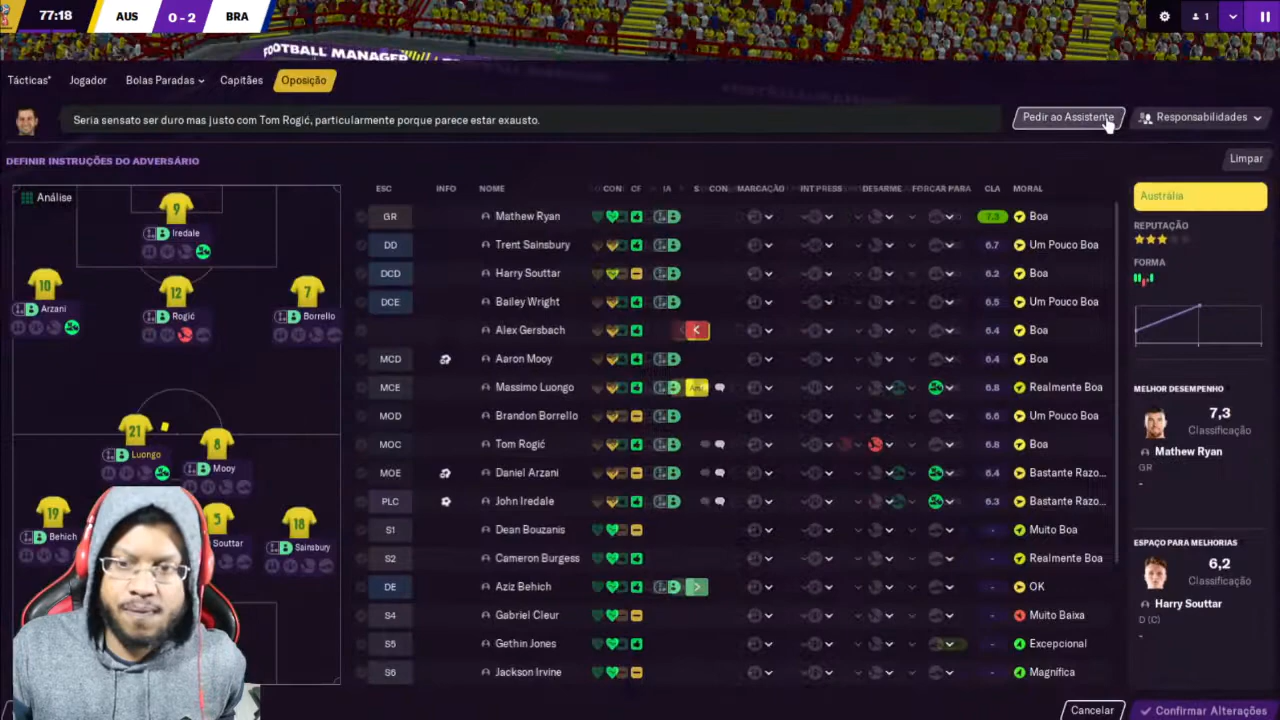 77:18 AUS 0 - 2 BRA
1
FOOTBALL MANAGER
Tácticas* Jogador Bolas Paradas Capitães Oposição
Seria sensato ser duro mas justo com Tom Rogić, particularmente porque parece estar exausto.
Pedir ao Assistente Responsabilidades
DEFINIR INSTRUÇÕES DO ADVERSÁRIO
Limpar
Análise
9
Iredale
10
Arzani
12
Rogić
7
Borrello
21
Luongo
8
Mooy
19
Behich
5
Souttar
18
Sainsbury
ESC INFO NOME CON CF IA S CON MARCAÇÃO INT PRESS DESARME FORÇAR PARA CLA MORAL
GR Mathew Ryan 7.3 Boa
DD Trent Sainsbury 6.7 Um Pouco Boa
DCD Harry Souttar 6.2 Boa
DCE Bailey Wright 6.5 Um Pouco Boa
Alex Gersbach 6.4 Boa
MCD Aaron Mooy 6.4 Boa
MCE Massimo Luongo 6.8 Realmente Boa
MOD Brandon Borrello 6.6 Um Pouco Boa
MOC Tom Rogić 6.8 Boa
MOE Daniel Arzani 6.4 Bastante Razo...
PLC John Iredale 6.3 Bastante Razo...
S1 Dean Bouzanis - Muito Boa
S2 Cameron Burgess - Realmente Boa
DE Aziz Behich - OK
S4 Gabriel Cleur - Muito Baixa
S5 Gethin Jones - Excepcional
S6 Jackson Irvine - Magnífica
Austrália
REPUTAÇÃO
FORMA
MELHOR DESEMPENHO
7,3
Classificação
Mathew Ryan
GR
-
ESPAÇO PARA MELHORIAS
6,2
Classificação
Harry Souttar
D (C)
-
Cancelar Confirmar Alterações